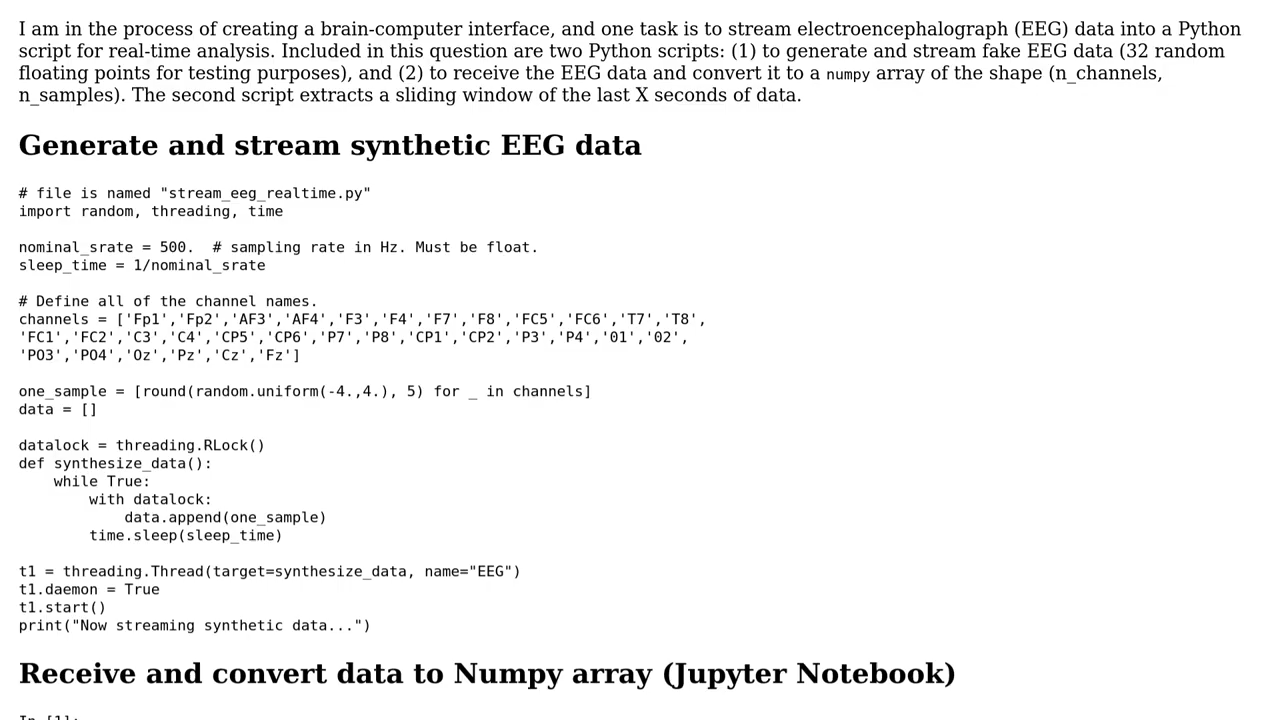 I am in the process of creating a brain-computer interface, and one task is to stream electroencephalograph (EEG) data into a Python
script for real-time analysis. Included in this question are two Python scripts: (1) to generate and stream fake EEG data (32 random
floating points for testing purposes), and (2) to receive the EEG data and convert it to a numpy array of the shape (n_channels,
n_samples). The second script extracts a sliding window of the last X seconds of data.
Generate and stream synthetic EEG data
# file is named "stream_eeg_realtime.py"
import random, threading, time
nominal_srate = 500.  # sampling rate in Hz. Must be float.
sleep_time = 1/nominal_srate
# Define all of the channel names.
channels = ['Fp1','Fp2','AF3','AF4','F3','F4','F7','F8','FC5','FC6','T7','T8',
'FC1','FC2','C3','C4','CP5','CP6','P7','P8','CP1','CP2','P3','P4','01','02',
'PO3','PO4','Oz','Pz','Cz','Fz']
one_sample = [round(random.uniform(-4.,4.), 5) for _ in channels]
data = []
datalock = threading.RLock()
def synthesize_data():
    while True:
        with datalock:
            data.append(one_sample)
        time.sleep(sleep_time)
t1 = threading.Thread(target=synthesize_data, name="EEG")
t1.daemon = True
t1.start()
print("Now streaming synthetic data...")
Receive and convert data to Numpy array (Jupyter Notebook)
In [1]: